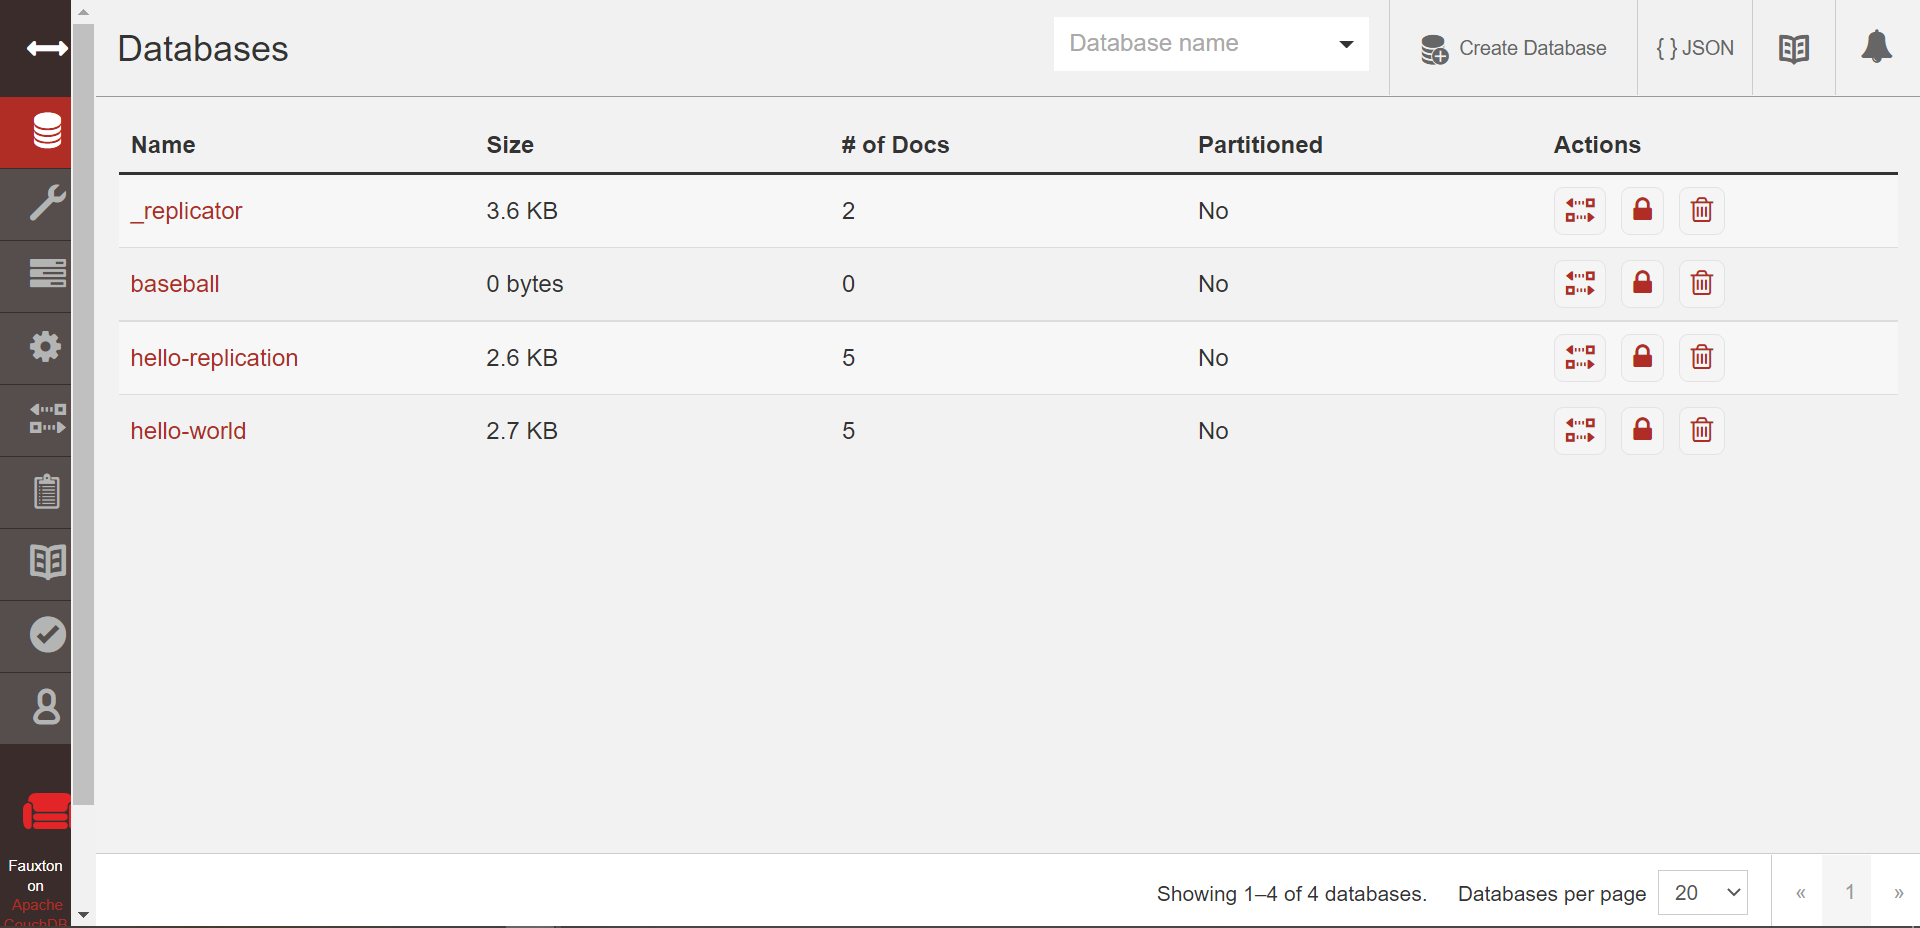 Databases
Database name
Create Database
{ } JSON
Name Size # of Docs Partitioned Actions
_replicator 3.6 KB 2 No
baseball 0 bytes 0 No
hello-replication 2.6 KB 5 No
hello-world 2.7 KB 5 No
Fauxton
on
Apache
CouchDB
Showing 1–4 of 4 databases. Databases per page 20 « 1 »